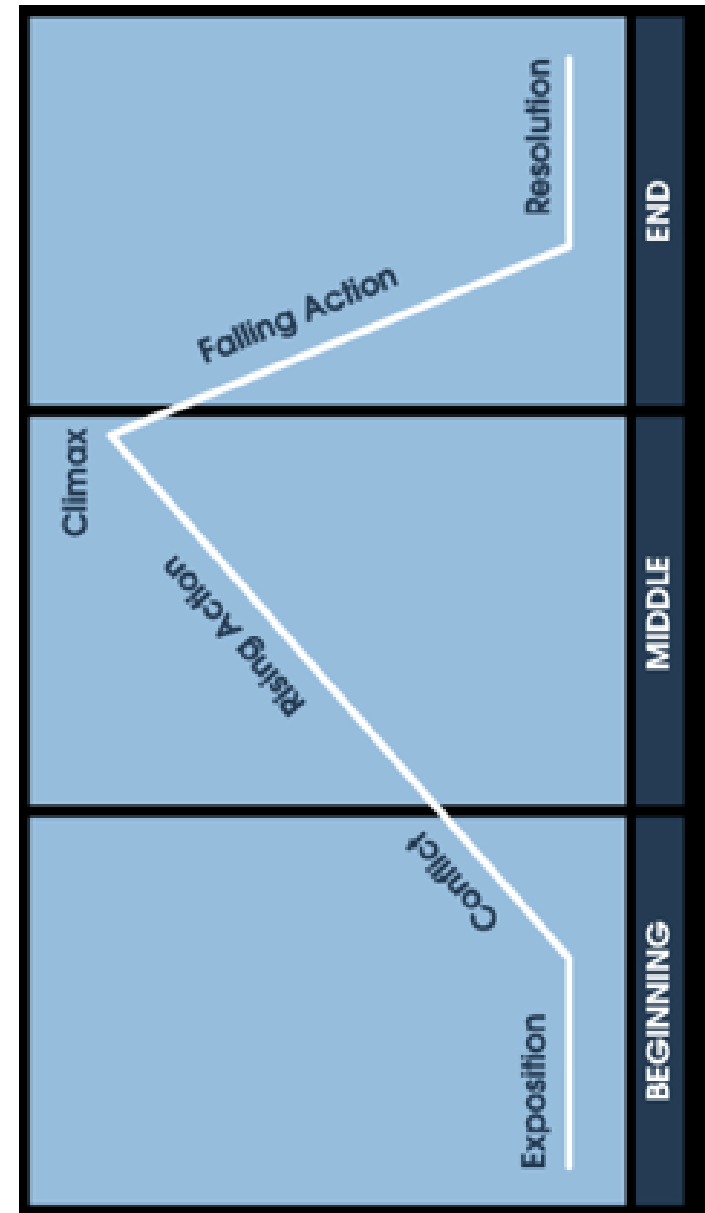 Exposition
Conflict
Rising Action
Climax
Falling Action
Resolution
BEGINNING
MIDDLE
END